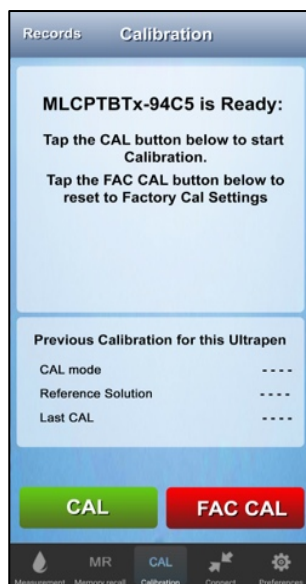 Records Calibration
MLCPTBTx-94C5 is Ready:
Tap the CAL button below to start
Calibration.
Tap the FAC CAL button below to
reset to Factory Cal Settings
Previous Calibration for this Ultrapen
CAL mode ----
Reference Solution ----
Last CAL ----
CAL FAC CAL
MR CAL
Measurement Memory recall Calibration Connect Preferences